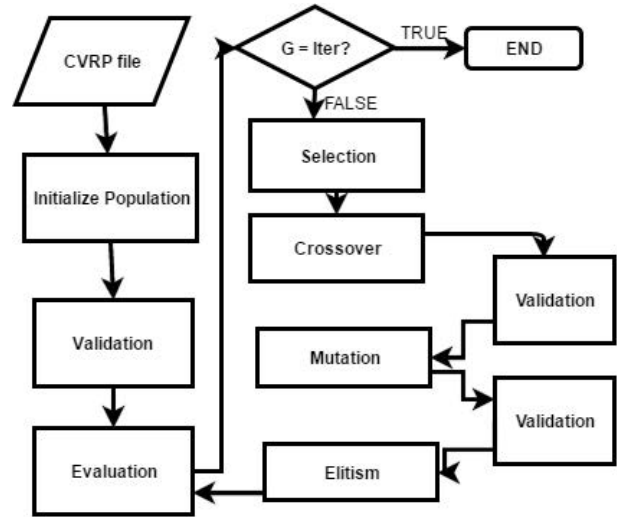 CVRP file
Initialize Population
Validation
Evaluation
G = Iter?
TRUE
END
FALSE
Selection
Crossover
Validation
Mutation
Validation
Elitism